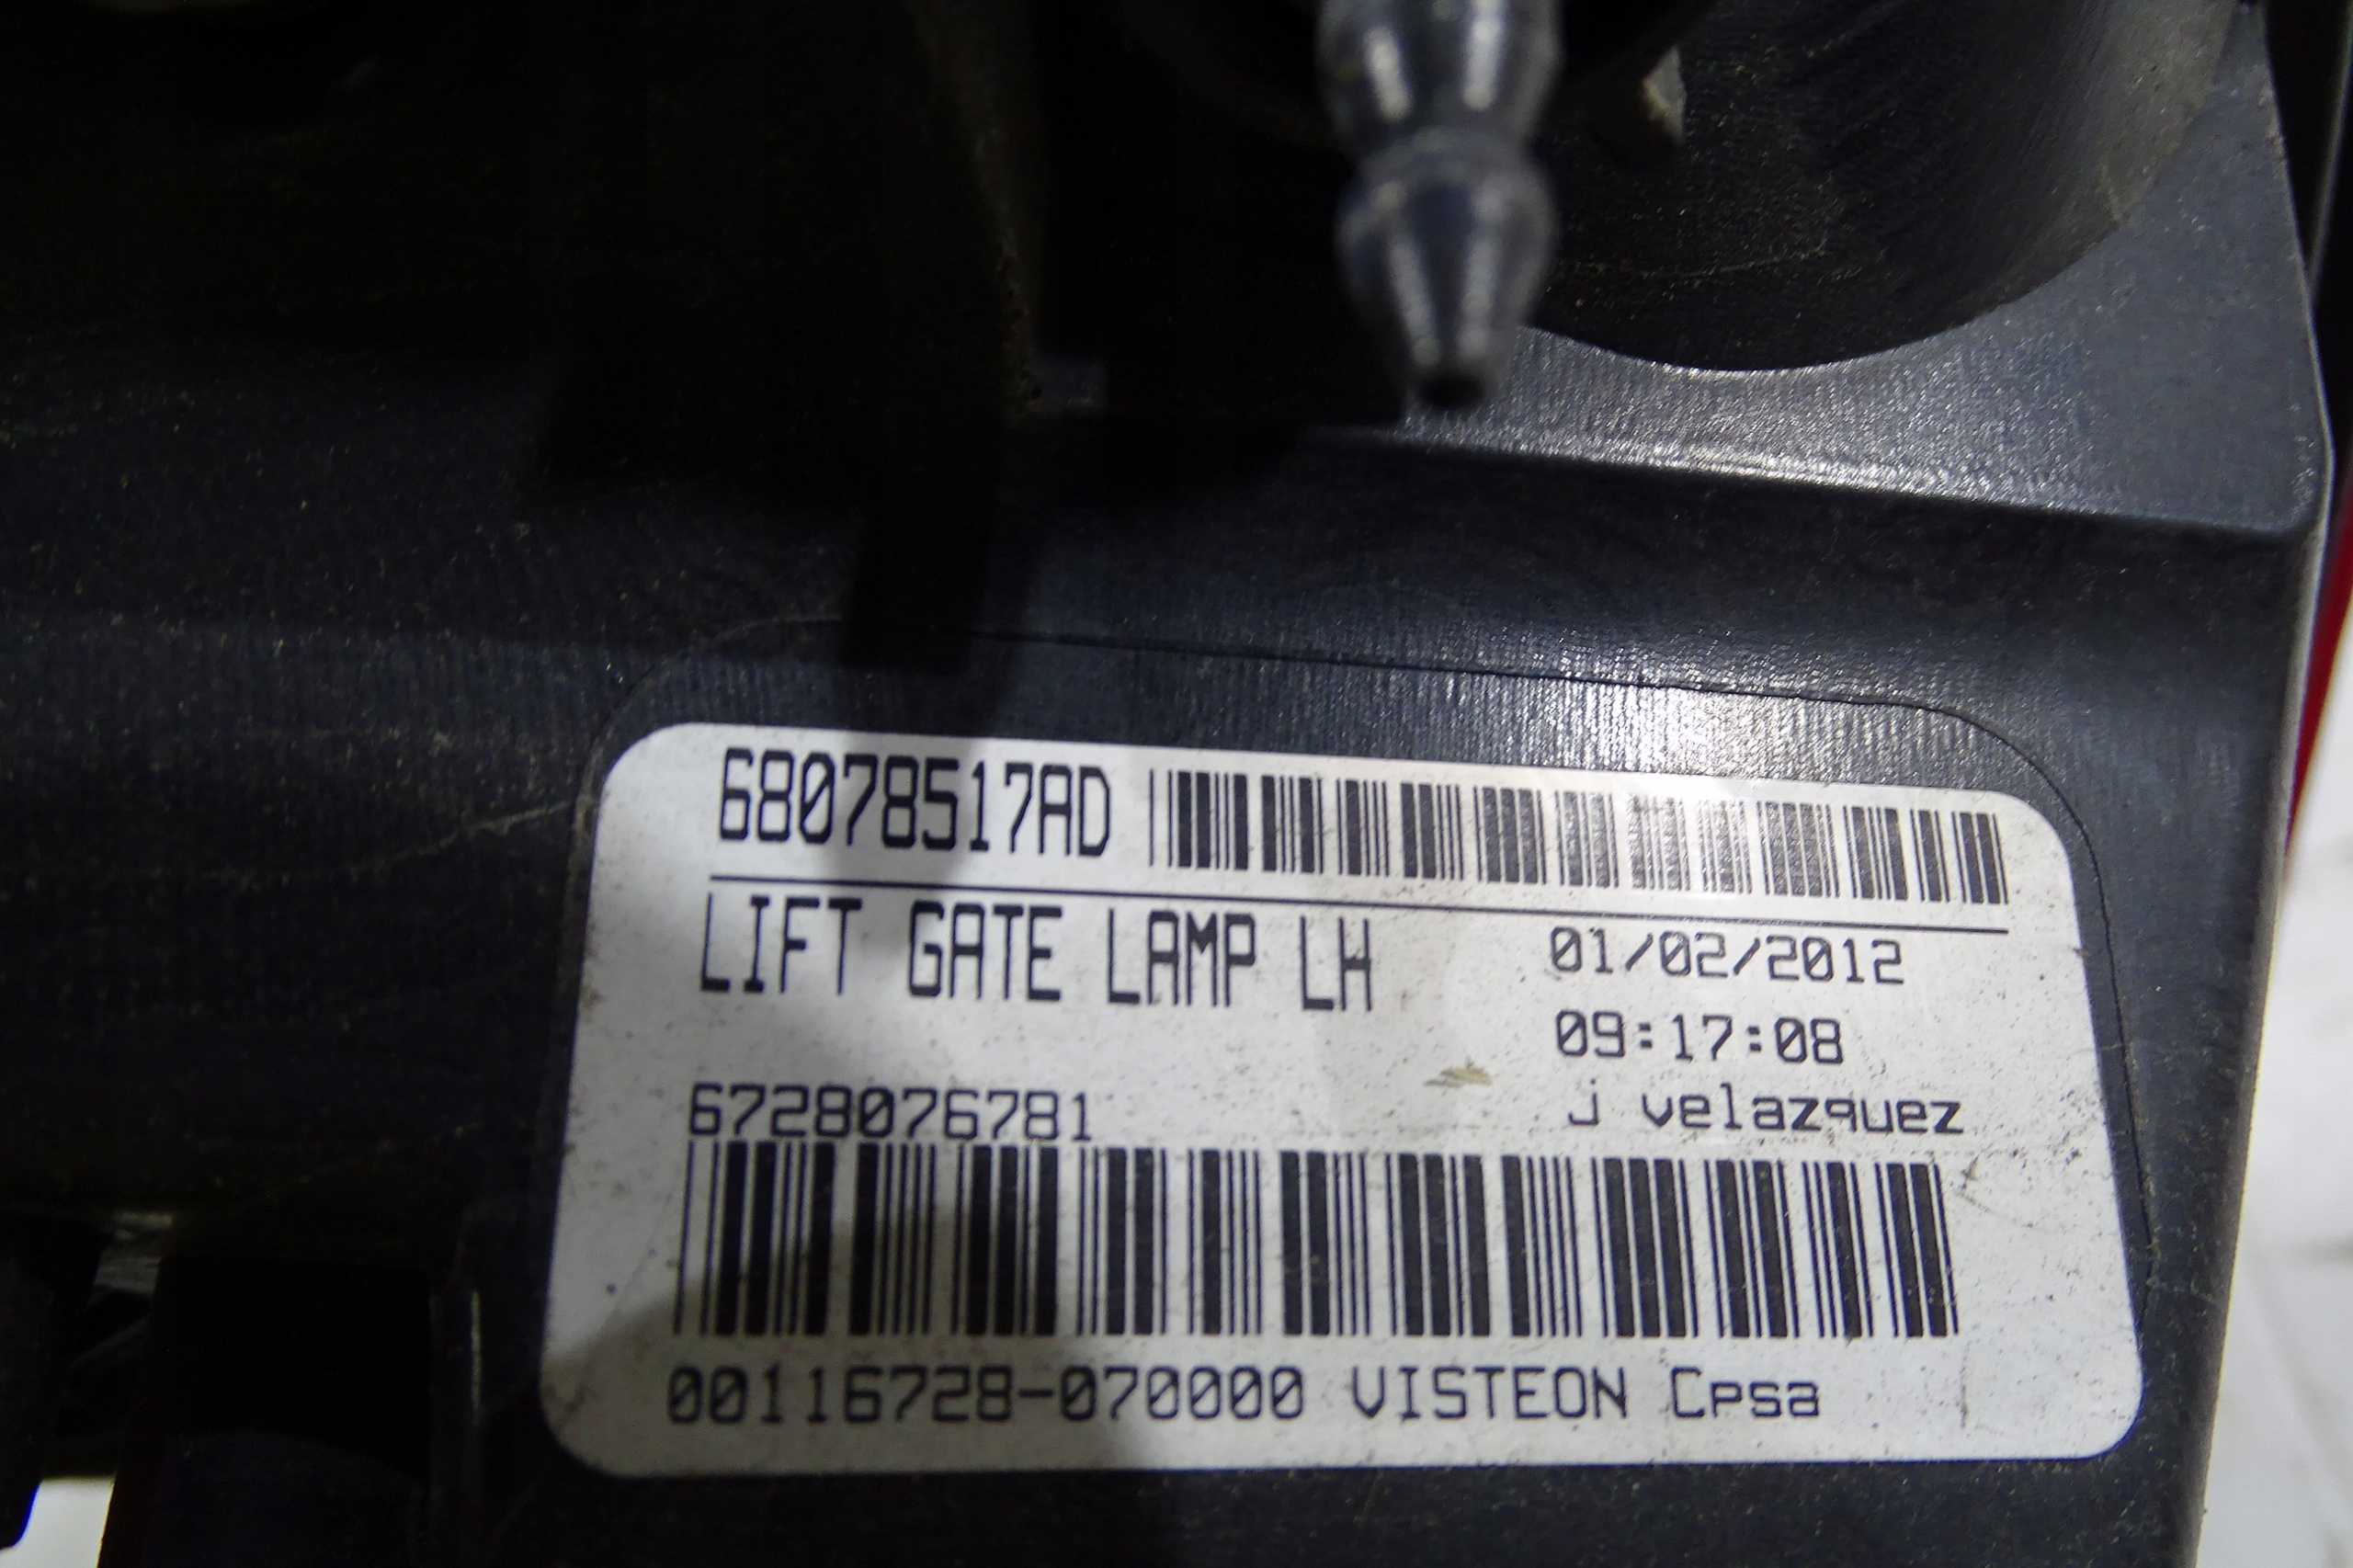 68078517AD
LIFT GATE LAMP LH
01/02/2012
09:17:08
6728076781
j velazquez
00116728-070000 VISTEON Cpsa